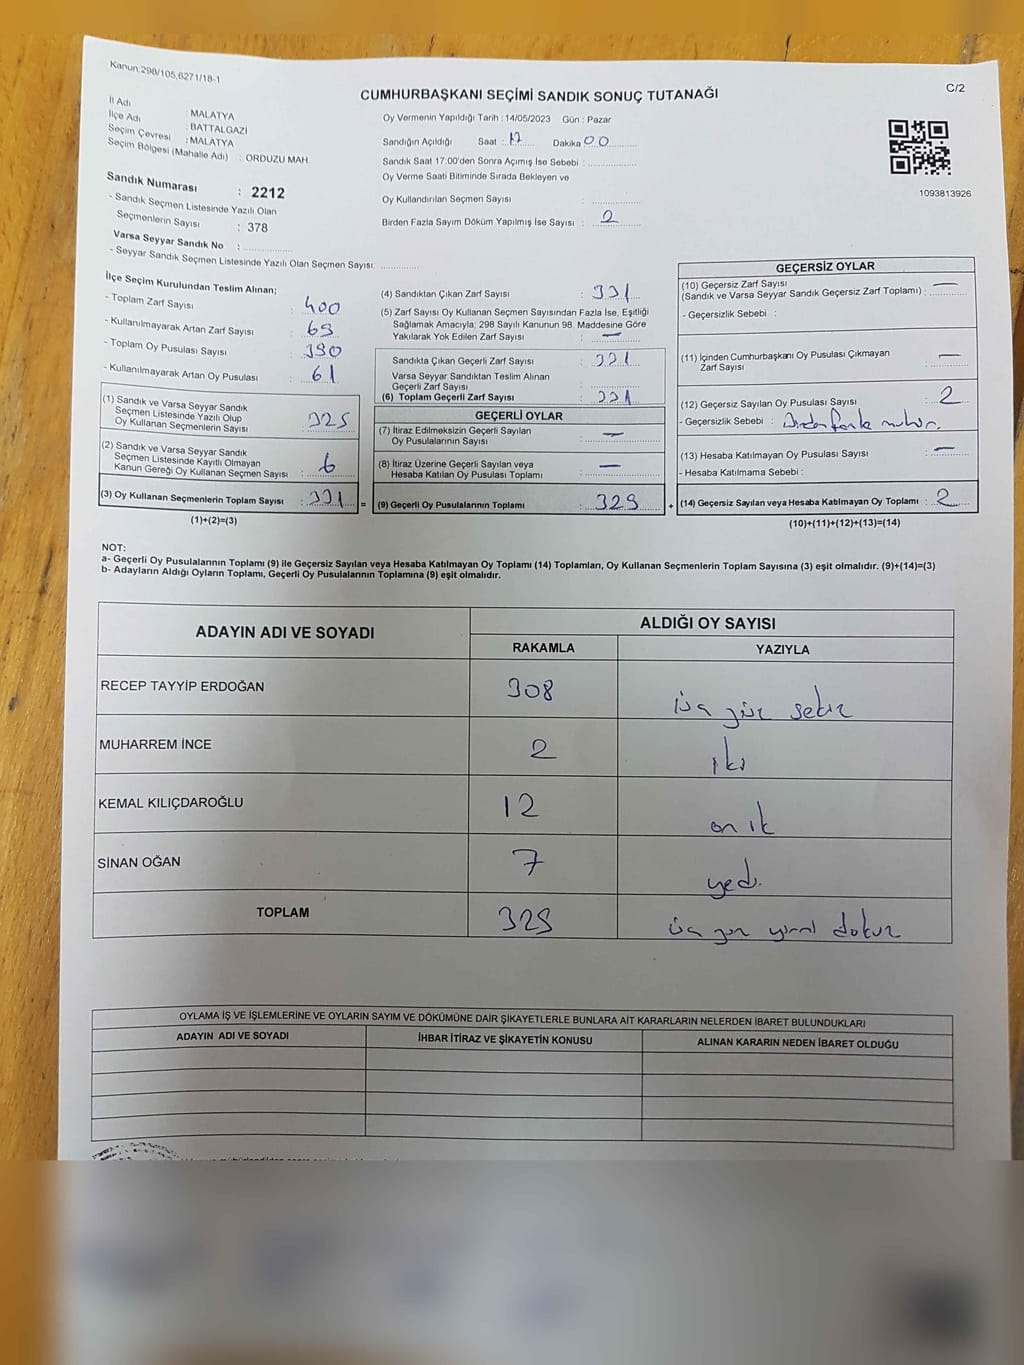 Kanun,298/105,6271/18-1
C/2
CUMHURBAŞKANI SEÇİMİ SANDIK SONUÇ TUTANAĞI
İl Adı : MALATYA
İlçe Adı : BATTALGAZİ
Seçim Çevresi : MALATYA
Seçim Bölgesi (Mahalle Adı) : ORDUZU MAH.
Sandık Numarası : 2212
- Sandık Seçmen Listesinde Yazılı Olan
Seçmenlerin Sayısı : 378
Varsa Seyyar Sandık No :
- Seyyar Sandık Seçmen Listesinde Yazılı Olan Seçmen Sayısı:
Oy Vermenin Yapıldığı Tarih : 14/05/2023 Gün : Pazar
Sandığın Açıldığı Saat : 17 Dakika 00
Sandık Saat 17:00'den Sonra Açımış İse Sebebi :
Oy Verme Saati Bitiminde Sırada Bekleyen ve
Oy Kullandırılan Seçmen Sayısı :
Birden Fazla Sayım Döküm Yapılmış İse Sayısı : 2
1093813926
İlçe Seçim Kurulundan Teslim Alınan;
- Toplam Zarf Sayısı : 400
- Kullanılmayarak Artan Zarf Sayısı : 69
- Toplam Oy Pusulası Sayısı : 390
- Kullanılmayarak Artan Oy Pusulası : 61
(1) Sandık ve Varsa Seyyar Sandık
Seçmen Listesinde Yazılı Olup
Oy Kullanan Seçmenlerin Sayısı : 325
(2) Sandık ve Varsa Seyyar Sandık
Seçmen Listesinde Kayıtlı Olmayan
Kanun Gereği Oy Kullanan Seçmen Sayısı : 6
(3) Oy Kullanan Seçmenlerin Toplam Sayısı : 331 =
(1)+(2)=(3)
(4) Sandıktan Çıkan Zarf Sayısı : 331
(5) Zarf Sayısı Oy Kullanan Seçmen Sayısından Fazla İse, Eşitliği
Sağlamak Amacıyla, 298 Sayılı Kanunun 98. Maddesine Göre
Yakılarak Yok Edilen Zarf Sayısı : —
Sandıkta Çıkan Geçerli Zarf Sayısı : 331
Varsa Seyyar Sandıktan Teslim Alınan
Geçerli Zarf Sayısı :
(6) Toplam Geçerli Zarf Sayısı : 331
GEÇERLİ OYLAR
(7) İtiraz Edilmeksizin Geçerli Sayılan
Oy Pusulalarının Sayısı : —
(8) İtiraz Üzerine Geçerli Sayılan veya
Hesaba Katılan Oy Pusulası Toplamı : —
(9) Geçerli Oy Pusulalarının Toplamı : 329 +
GEÇERSİZ OYLAR
(10) Geçersiz Zarf Sayısı
(Sandık ve Varsa Seyyar Sandık Geçersiz Zarf Toplamı) : —
- Geçersizlik Sebebi :
(11) İçinden Cumhurbaşkanı Oy Pusulası Çıkmayan
Zarf Sayısı : —
(12) Geçersiz Sayılan Oy Pusulası Sayısı : 2
- Geçersizlik Sebebi : Birden fazla mühür.
(13) Hesaba Katılmayan Oy Pusulası Sayısı : —
- Hesaba Katılmama Sebebi :
(14) Geçersiz Sayılan veya Hesaba Katılmayan Oy Toplamı : 2
(10)+(11)+(12)+(13)=(14)
NOT:
a- Geçerli Oy Pusulalarının Toplamı (9) ile Geçersiz Sayılan veya Hesaba Katılmayan Oy Toplamı (14) Toplamları, Oy Kullanan Seçmenlerin Toplam Sayısına (3) eşit olmalıdır. (9)+(14)=(3)
b- Adayların Aldığı Oyların Toplamı, Geçerli Oy Pusulalarının Toplamına (9) eşit olmalıdır.
ADAYIN ADI VE SOYADI ALDIĞI OY SAYISI
RAKAMLA YAZIYLA
RECEP TAYYİP ERDOĞAN 308 üç yüz sekiz
MUHARREM İNCE 2 iki
KEMAL KILIÇDAROĞLU 12 on iki
SİNAN OĞAN 7 yedi
TOPLAM 329 üç yüz yirmi dokuz
OYLAMA İŞ VE İŞLEMLERİNE VE OYLARIN SAYIM VE DÖKÜMÜNE DAİR ŞİKAYETLERLE BUNLARA AİT KARARLARIN NELERDEN İBARET BULUNDUKLARI
ADAYIN ADI VE SOYADI İHBAR İTİRAZ VE ŞİKAYETİN KONUSU ALINAN KARARIN NEDEN İBARET OLDUĞU